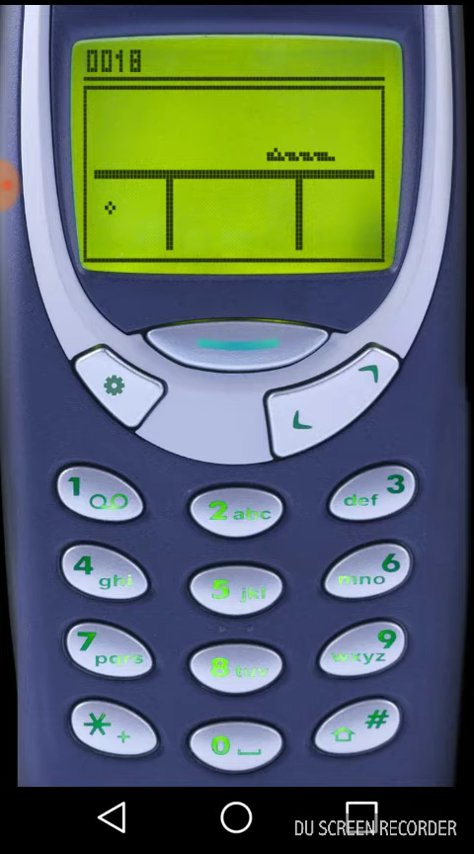 0018
1
2 abc
def 3
4 ghi
5 jkl
mno 6
7 pqrs
8 tuv
wxyz 9
* +
0
#
DU SCREEN RECORDER